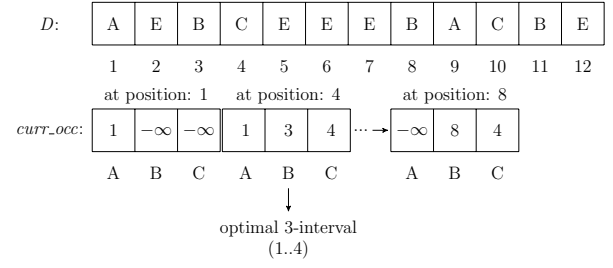 D: A E B C E E E B A C B E
1 2 3 4 5 6 7 8 9 10 11 12
at position: 1 at position: 4 at position: 8
curr_occ: 1 −∞ −∞ 1 3 4 ... −∞ 8 4
A B C A B C A B C
optimal 3-interval
(1..4)